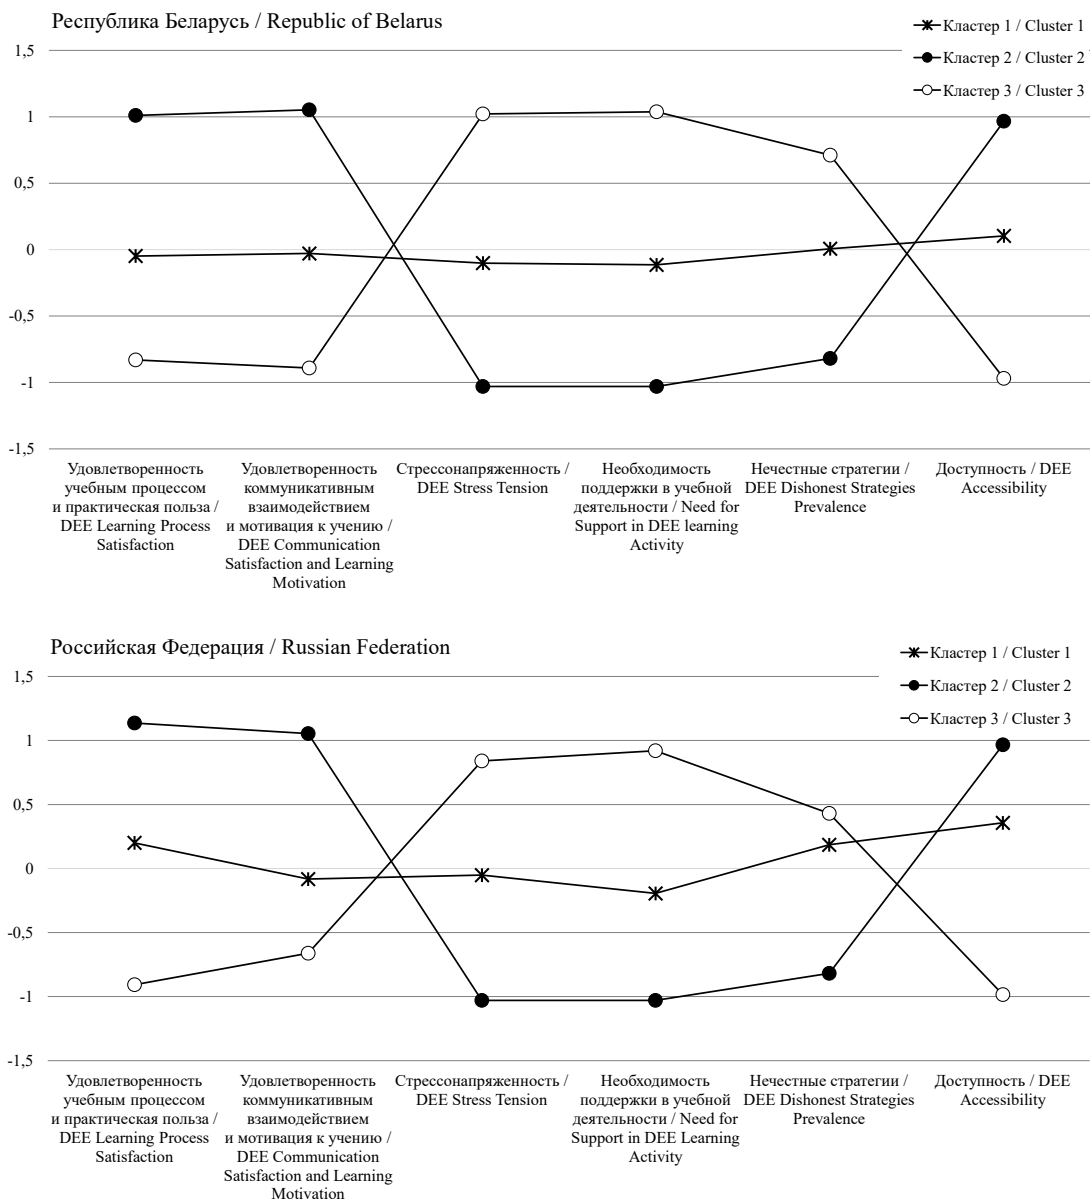 Республика Беларусь / Republic of Belarus
Кластер 1 / Cluster 1
Кластер 2 / Cluster 2
Кластер 3 / Cluster 3
1,5
1
0,5
0
-0,5
-1
-1,5
Удовлетворенность
учебным процессом
и практическая польза /
DEE Learning Process
Satisfaction
Удовлетворенность
коммуникативным
взаимодействием
и мотивация к учению /
DEE Communication
Satisfaction and Learning
Motivation
Стрессонапряженность /
DEE Stress Tension
Необходимость
поддержки в учебной
деятельности / Need for
Support in DEE learning
Activity
Нечестные стратегии /
DEE Dishonest Strategies
Prevalence
Доступность / DEE
Accessibility
Российская Федерация / Russian Federation
Кластер 1 / Cluster 1
Кластер 2 / Cluster 2
Кластер 3 / Cluster 3
1,5
1
0,5
0
-0,5
-1
-1,5
Удовлетворенность
учебным процессом
и практическая польза /
DEE Learning Process
Satisfaction
Удовлетворенность
коммуникативным
взаимодействием
и мотивация к учению /
DEE Communication
Satisfaction and Learning
Motivation
Стрессонапряженность /
DEE Stress Tension
Необходимость
поддержки в учебной
деятельности / Need for
Support in DEE Learning
Activity
Нечестные стратегии /
DEE Dishonest Strategies
Prevalence
Доступность / DEE
Accessibility